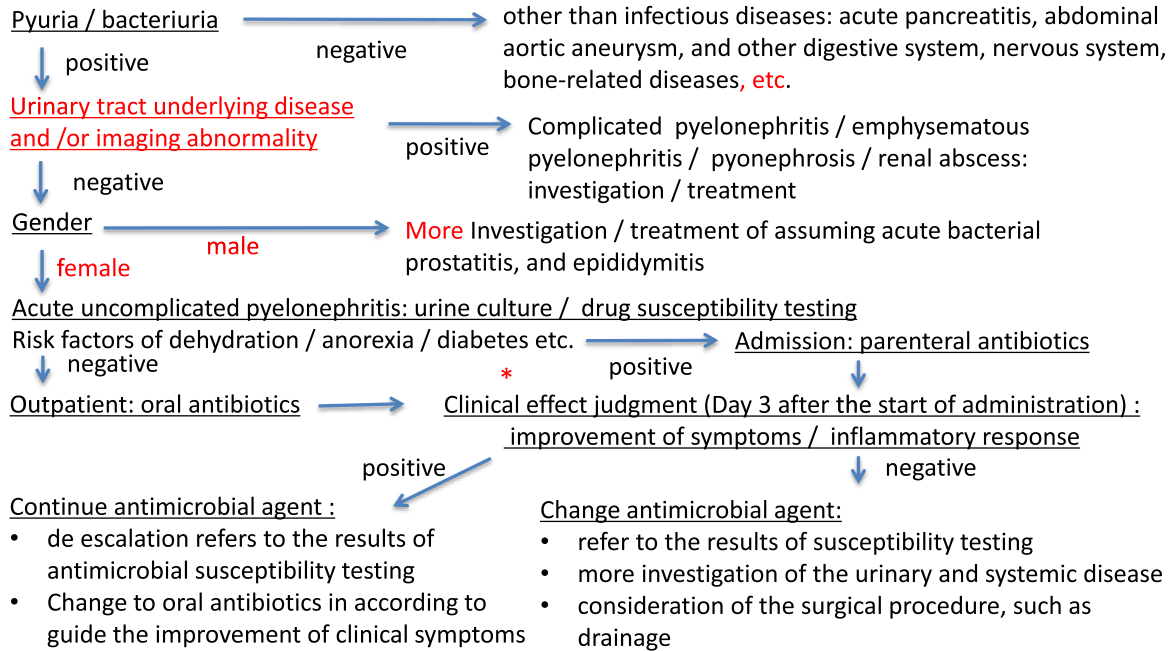 Pyuria / bacteriuria
negative
other than infectious diseases: acute pancreatitis, abdominal
aortic aneurysm, and other digestive system, nervous system,
bone-related diseases, etc.
positive
Urinary tract underlying disease
and /or imaging abnormality
positive
Complicated pyelonephritis / emphysematous
pyelonephritis / pyonephrosis / renal abscess:
investigation / treatment
negative
Gender
male
More Investigation / treatment of assuming acute bacterial
prostatitis, and epididymitis
female
Acute uncomplicated pyelonephritis: urine culture / drug susceptibility testing
Risk factors of dehydration / anorexia / diabetes etc.
positive
Admission: parenteral antibiotics
negative
*
Outpatient: oral antibiotics
Clinical effect judgment (Day 3 after the start of administration) :
improvement of symptoms / inflammatory response
positive
negative
Continue antimicrobial agent :
• de escalation refers to the results of
antimicrobial susceptibility testing
• Change to oral antibiotics in according to
guide the improvement of clinical symptoms
Change antimicrobial agent:
• refer to the results of susceptibility testing
• more investigation of the urinary and systemic disease
• consideration of the surgical procedure, such as
drainage